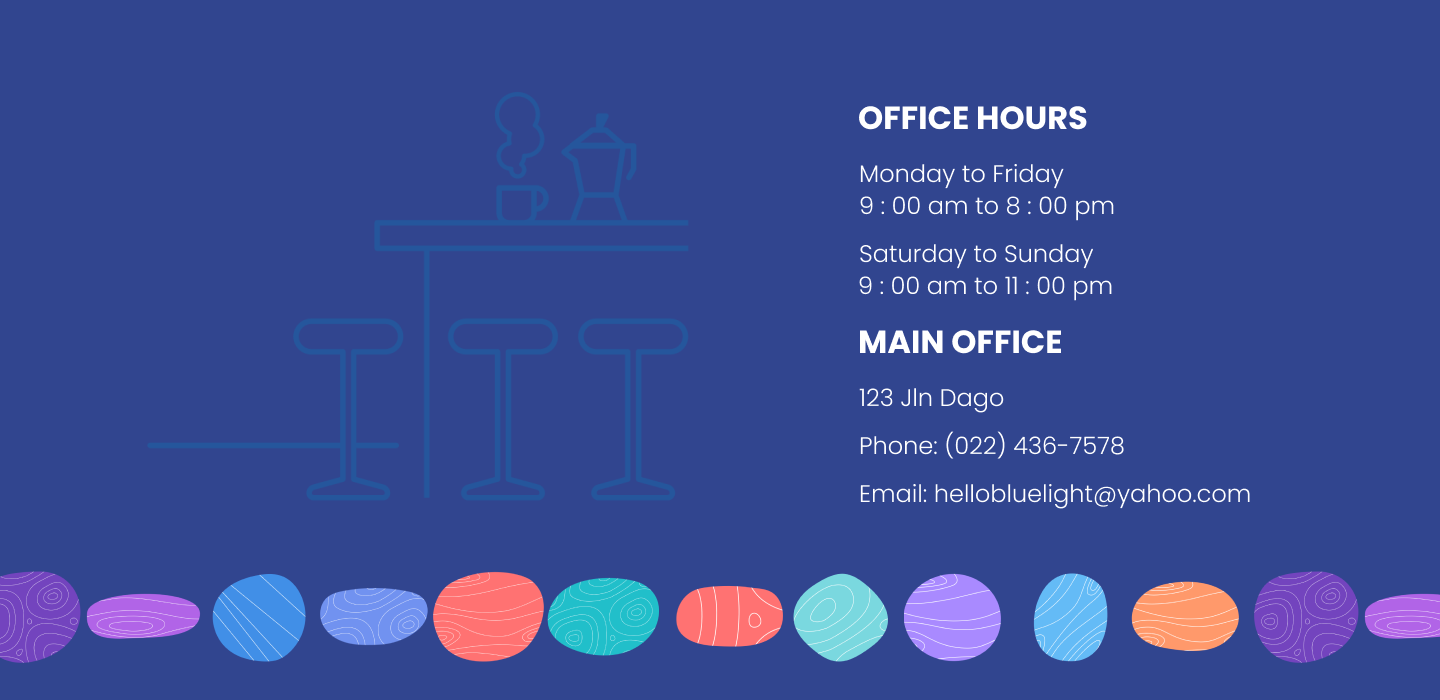 OFFICE HOURS
Monday to Friday
9 : 00 am to 8 : 00 pm
Saturday to Sunday
9 : 00 am to 11 : 00 pm
MAIN OFFICE
123 Jln Dago
Phone: (022) 436-7578
Email: hellobluelight@yahoo.com